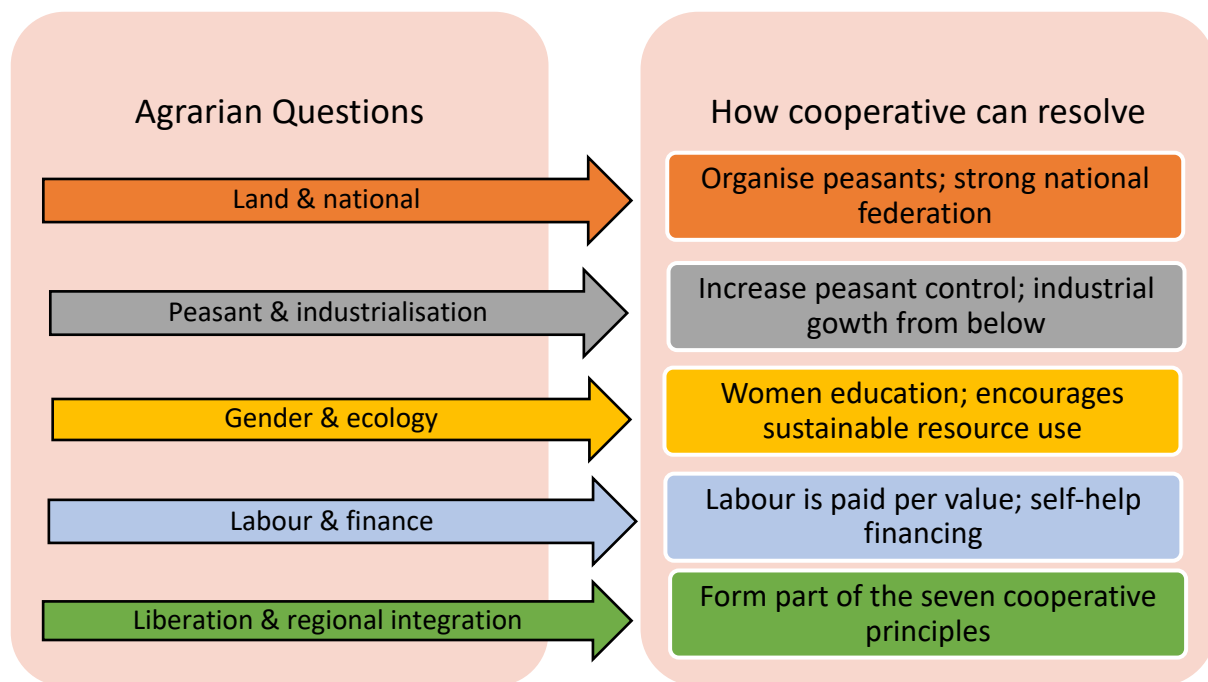 Agrarian Questions
How cooperative can resolve
Land & national
Organise peasants; strong national
federation
Peasant & industrialisation
Increase peasant control; industrial
gowth from below
Gender & ecology
Women education; encourages
sustainable resource use
Labour & finance
Labour is paid per value; self-help
financing
Liberation & regional integration
Form part of the seven cooperative
principles